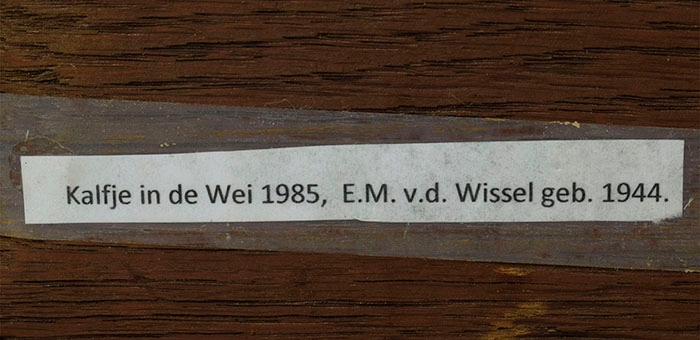 Kalfje in de Wei 1985, E.M. v.d. Wissel geb. 1944.